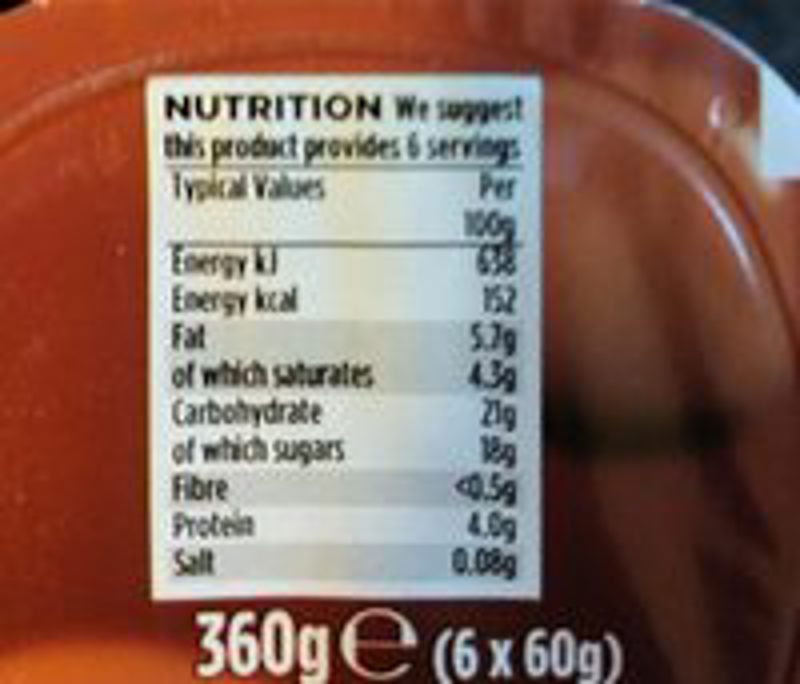 NUTRITION We suggest
this product provides 6 servings
Typical Values Per
100g
Energy kJ 638
Energy kcal 152
Fat 5.7g
of which saturates 4.3g
Carbohydrate 21g
of which sugars 18g
Fibre <0.5g
Protein 4.0g
Salt 0.08g
360g e (6 x 60g)